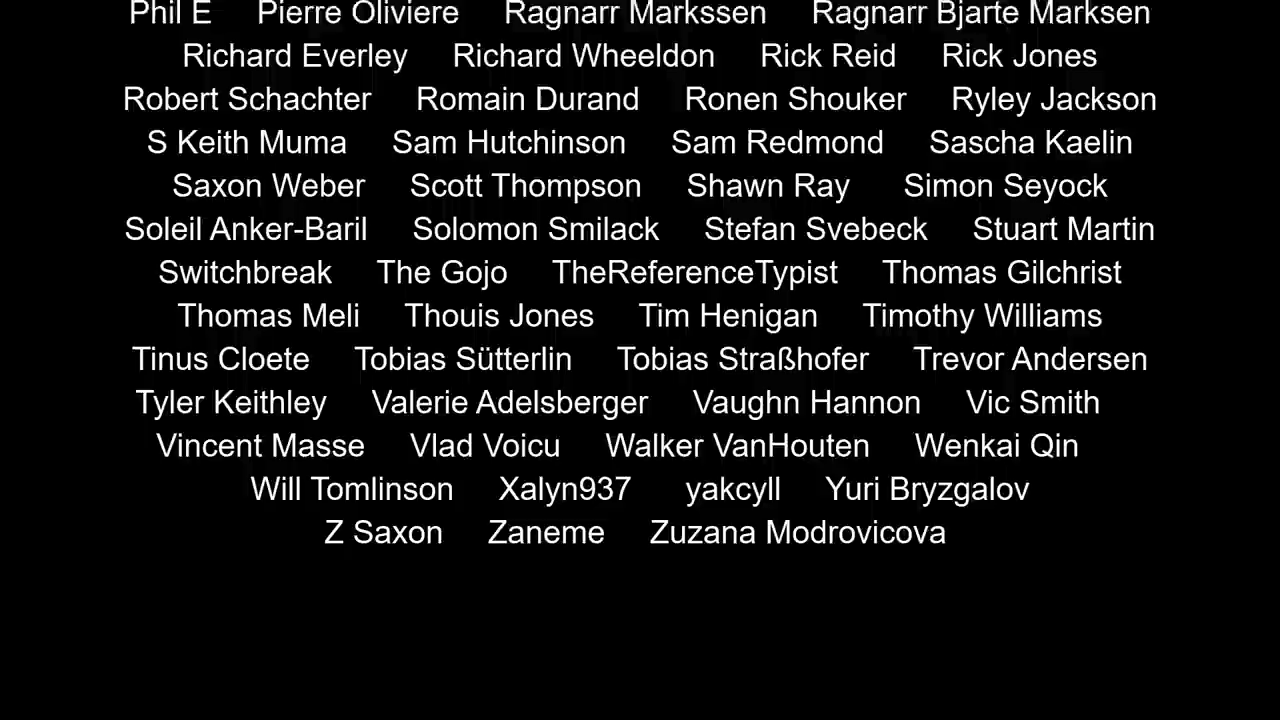 Phil E Pierre Oliviere Ragnarr Markssen Ragnarr Bjarte Marksen
Richard Everley Richard Wheeldon Rick Reid Rick Jones
Robert Schachter Romain Durand Ronen Shouker Ryley Jackson
S Keith Muma Sam Hutchinson Sam Redmond Sascha Kaelin
Saxon Weber Scott Thompson Shawn Ray Simon Seyock
Soleil Anker-Baril Solomon Smilack Stefan Svebeck Stuart Martin
Switchbreak The Gojo TheReferenceTypist Thomas Gilchrist
Thomas Meli Thouis Jones Tim Henigan Timothy Williams
Tinus Cloete Tobias Sütterlin Tobias Straßhofer Trevor Andersen
Tyler Keithley Valerie Adelsberger Vaughn Hannon Vic Smith
Vincent Masse Vlad Voicu Walker VanHouten Wenkai Qin
Will Tomlinson Xalyn937 yakcyll Yuri Bryzgalov
Z Saxon Zaneme Zuzana Modrovicova